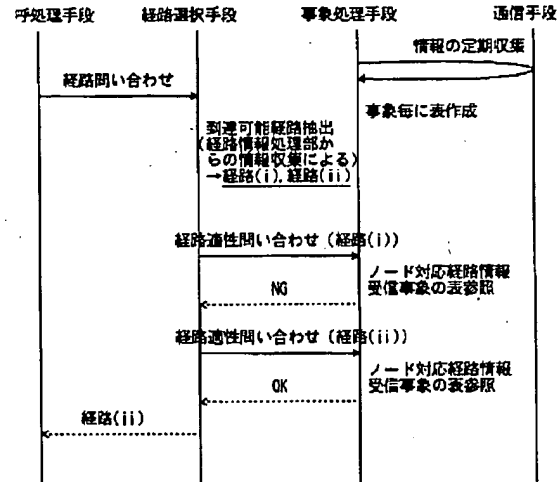 呼処理手段 経路選択手段 事象処理手段 通信手段
情報の定期収集
経路問い合わせ
事象毎に表作成
到達可能経路抽出
(経路情報処理部か
らの情報収集による)
→経路(i),経路(ii)
経路適性問い合わせ(経路(i))
ノード対応経路情報
受信事象の表参照
NG
経路適性問い合わせ(経路(ii))
ノード対応経路情報
受信事象の表参照
OK
経路(ii)